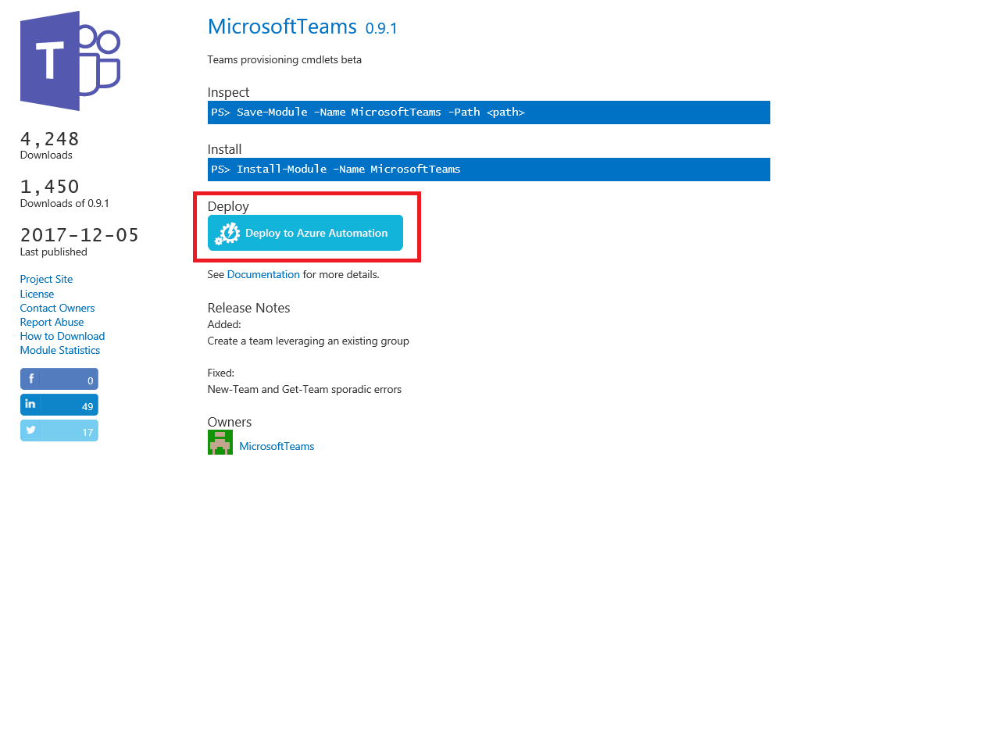 T
4,248
Downloads
1,450
Downloads of 0.9.1
2017-12-05
Last published
Project Site
License
Contact Owners
Report Abuse
How to Download
Module Statistics
f 0
in 49
17
MicrosoftTeams 0.9.1
Teams provisioning cmdlets beta
Inspect
PS> Save-Module -Name MicrosoftTeams -Path <path>
Install
PS> Install-Module -Name MicrosoftTeams
Deploy
Deploy to Azure Automation
See Documentation for more details.
Release Notes
Added:
Create a team leveraging an existing group
Fixed:
New-Team and Get-Team sporadic errors
Owners
MicrosoftTeams